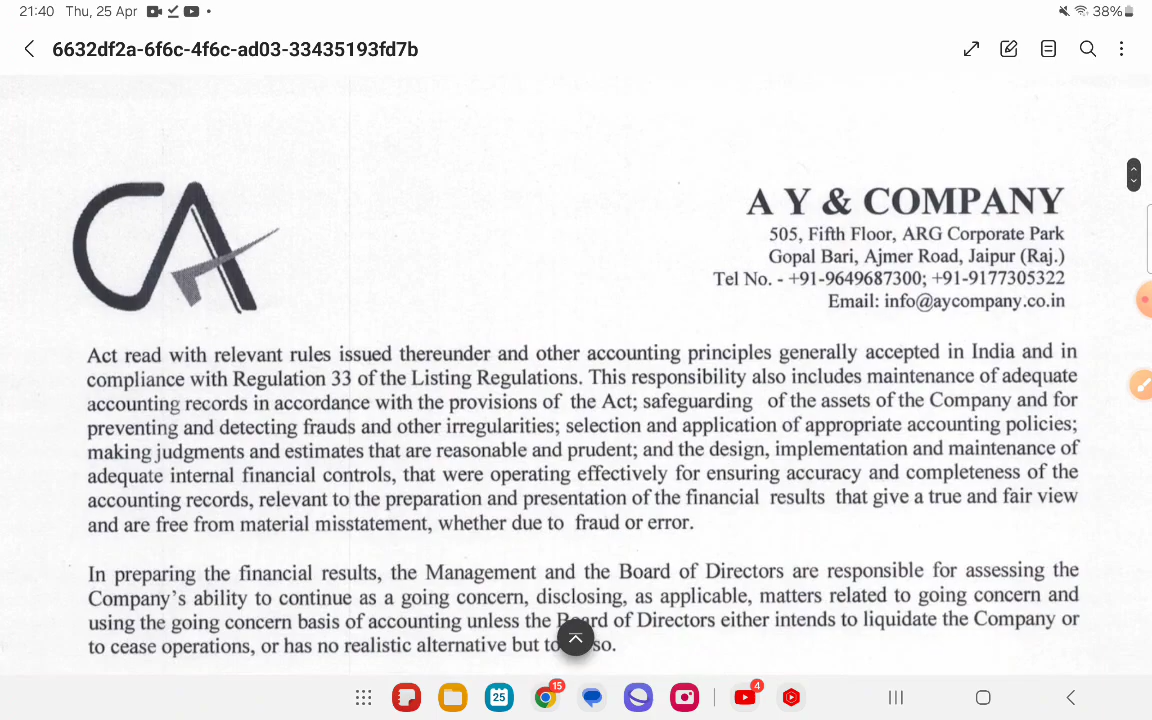 21:40 Thu, 25 Apr
38%
6632df2a-6f6c-4f6c-ad03-33435193fd7b
CA
A Y & COMPANY
505, Fifth Floor, ARG Corporate Park
Gopal Bari, Ajmer Road, Jaipur (Raj.)
Tel No. - +91-9649687300; +91-9177305322
Email: info@aycompany.co.in
Act read with relevant rules issued thereunder and other accounting principles generally accepted in India and in
compliance with Regulation 33 of the Listing Regulations. This responsibility also includes maintenance of adequate
accounting records in accordance with the provisions of the Act; safeguarding of the assets of the Company and for
preventing and detecting frauds and other irregularities; selection and application of appropriate accounting policies;
making judgments and estimates that are reasonable and prudent; and the design, implementation and maintenance of
adequate internal financial controls, that were operating effectively for ensuring accuracy and completeness of the
accounting records, relevant to the preparation and presentation of the financial results that give a true and fair view
and are free from material misstatement, whether due to fraud or error.
In preparing the financial results, the Management and the Board of Directors are responsible for assessing the
Company's ability to continue as a going concern, disclosing, as applicable, matters related to going concern and
using the going concern basis of accounting unless the Board of Directors either intends to liquidate the Company or
to cease operations, or has no realistic alternative but to so.
25
15
4